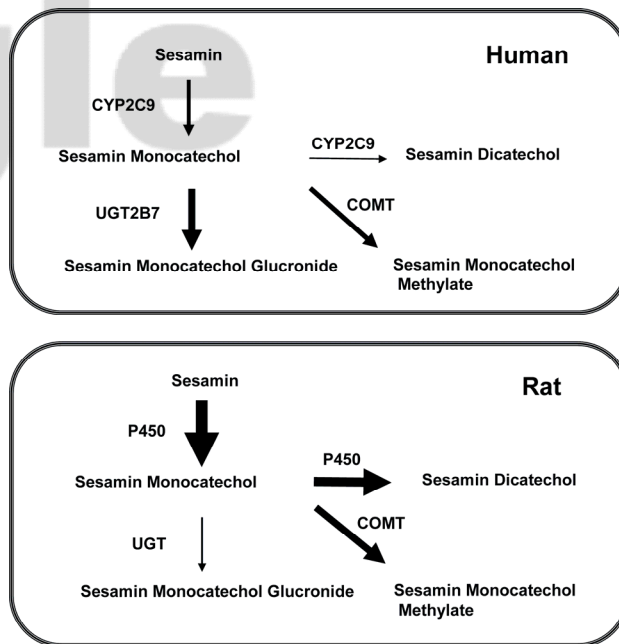 Sesamin
Human
CYP2C9
CYP2C9
Sesamin Monocatechol
Sesamin Dicatechol
UGT2B7
COMT
Sesamin Monocatechol Glucronide
Sesamin Monocatechol
Methylate
Sesamin
Rat
P450
P450
Sesamin Monocatechol
Sesamin Dicatechol
COMT
UGT
Sesamin Monocatechol Glucronide
Sesamin Monocatechol
Methylate